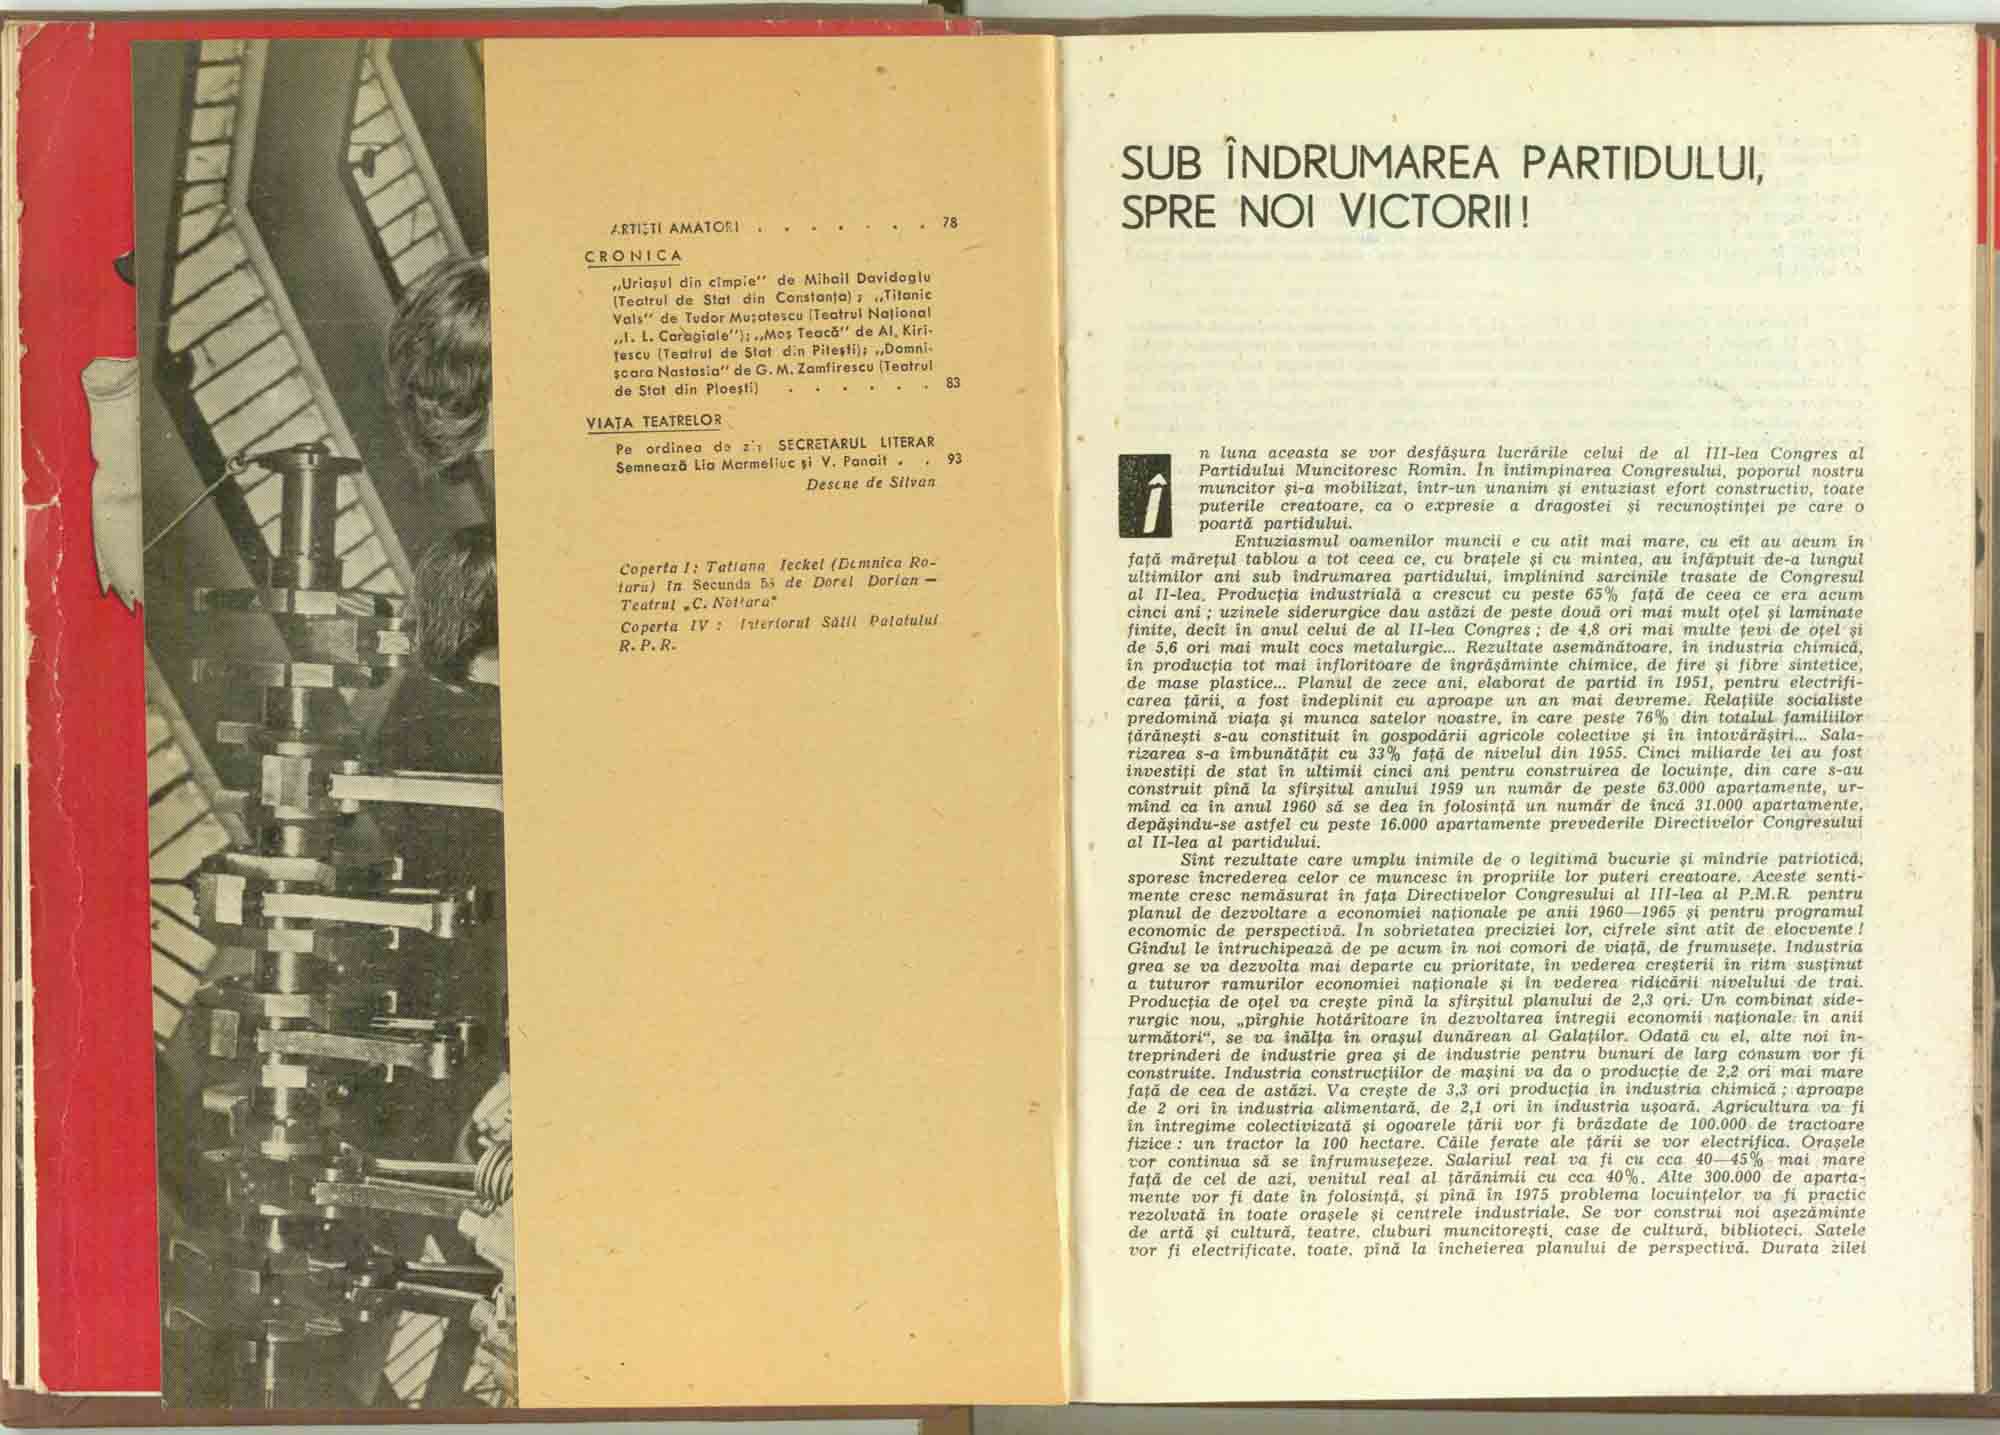 ARTIȘTI AMATORI . . . . . . . 78
CRONICA
„Uriașul din cîmpie" de Mihail Davidoglu
(Teatrul de Stat din Constanța) ; „Titanic
Vals" de Tudor Mușatescu (Teatrul Național
„I. L. Caragiale"); „Moș Teacă" de Al. Kiri-
țescu (Teatrul de Stat din Pitești); „Domni-
șoara Nastasia" de G. M. Zamfirescu (Teatrul
de Stat din Ploești) . . . . . . 83
VIAȚA TEATRELOR
Pe ordinea de zi: SECRETARUL LITERAR
Semnează Lia Marmeliuc și V. Panait . . 93
Desene de Silvan
Coperta I : Tatiana Ieckel (Domnica Ro-
taru) în Secunda 58 de Dorel Dorian —
Teatrul „C. Nottara"
Coperta IV : Interiorul Sălii Palatului
R. P. R.
SUB ÎNDRUMAREA PARTIDULUI,
SPRE NOI VICTORII!
În luna aceasta se vor desfășura lucrările celui de al III-lea Congres al
Partidului Muncitoresc Romîn. În întîmpinarea Congresului, poporul nostru
muncitor și-a mobilizat, într-un unanim și entuziast efort constructiv, toate
puterile creatoare, ca o expresie a dragostei și recunoștinței pe care o
poartă partidului.
Entuziasmul oamenilor muncii e cu atît mai mare, cu cît au acum în
față mărețul tablou a tot ceea ce, cu brațele și cu mintea, au înfăptuit de-a lungul
ultimilor ani sub îndrumarea partidului, împlinind sarcinile trasate de Congresul
al II-lea. Producția industrială a crescut cu peste 65% față de ceea ce era acum
cinci ani ; uzinele siderurgice dau astăzi de peste două ori mai mult oțel și laminate
finite, decît în anul celui de al II-lea Congres ; de 4,8 ori mai multe țevi de oțel și
de 5,6 ori mai mult cocs metalurgic... Rezultate asemănătoare, în industria chimică,
în producția tot mai înfloritoare de îngrășăminte chimice, de fire și fibre sintetice,
de mase plastice... Planul de zece ani, elaborat de partid în 1951, pentru electrifi-
carea țării, a fost îndeplinit cu aproape un an mai devreme. Relațiile socialiste
predomină viața și munca satelor noastre, în care peste 76% din totalul familiilor
țărănești s-au constituit în gospodării agricole colective și în întovărășiri... Sala-
rizarea s-a îmbunătățit cu 33% față de nivelul din 1955. Cinci miliarde lei au fost
investiți de stat în ultimii cinci ani pentru construirea de locuințe, din care s-au
construit pînă la sfîrșitul anului 1959 un număr de peste 63.000 apartamente, ur-
mînd ca în anul 1960 să se dea în folosință un număr de încă 31.000 apartamente,
depășindu-se astfel cu peste 16.000 apartamente prevederile Directivelor Congresului
al II-lea al partidului.
Sînt rezultate care umplu inimile de o legitimă bucurie și mîndrie patriotică,
sporesc încrederea celor ce muncesc în propriile lor puteri creatoare. Aceste senti-
mente cresc nemăsurat în fața Directivelor Congresului al III-lea al P.M.R. pentru
planul de dezvoltare a economiei naționale pe anii 1960—1965 și pentru programul
economic de perspectivă. In sobrietatea preciziei lor, cifrele sînt atît de elocvente !
Gîndul le întruchipează de pe acum în noi comori de viață, de frumusețe. Industria
grea se va dezvolta mai departe cu prioritate, în vederea creșterii în ritm susținut
a tuturor ramurilor economiei naționale și în vederea ridicării nivelului de trai.
Producția de oțel va crește pînă la sfîrșitul planului de 2,3 ori. Un combinat side-
rurgic nou, „pîrghie hotărîtoare în dezvoltarea întregii economii naționale în anii
următori", se va înălța în orașul dunărean al Galaților. Odată cu el, alte noi în-
treprinderi de industrie grea și de industrie pentru bunuri de larg consum vor fi
construite. Industria construcțiilor de mașini va da o producție de 2,2 ori mai mare
față de cea de astăzi. Va crește de 3,3 ori producția în industria chimică ; aproape
de 2 ori în industria alimentară, de 2,1 ori în industria ușoară. Agricultura va fi
în întregime colectivizată și ogoarele țării vor fi brăzdate de 100.000 de tractoare
fizice : un tractor la 100 hectare. Căile ferate ale țării se vor electrifica. Orașele
vor continua să se înfrumusețeze. Salariul real va fi cu cca 40—45% mai mare
față de cel de azi, venitul real al țărănimii cu cca 40%. Alte 300.000 de aparta-
mente vor fi date în folosință, și pînă în 1975 problema locuințelor va fi practic
rezolvată în toate orașele și centrele industriale. Se vor construi noi așezăminte
de artă și cultură, teatre, cluburi muncitorești, case de cultură, biblioteci. Satele
vor fi electrificate, toate, pînă la încheierea planului de perspectivă. Durata zilei